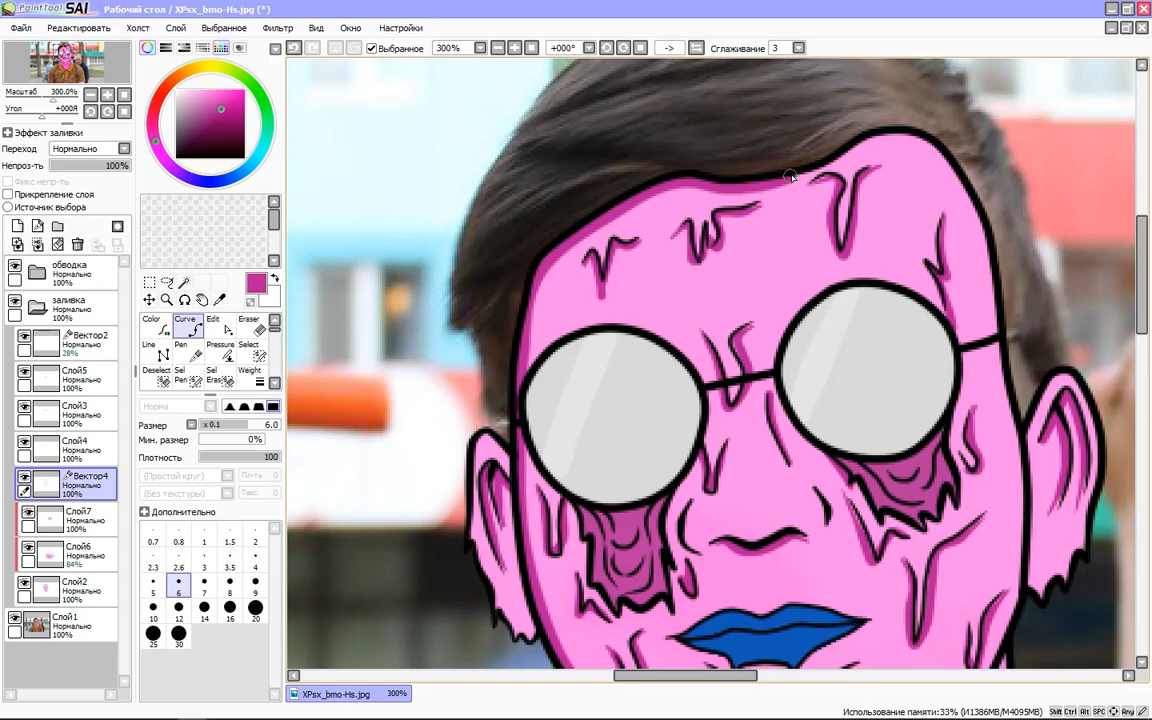 PaintTool SAI Рабочий стол / XPsx_bmo-Hs.jpg (*)
Файл Редактировать Холст Слой Выбранное Фильтр Вид Окно Настройки
Выбранное 300% +000° -> Сглаживание 3
Масштаб 300.0%
Угол +000Я
Эффект заливки
Переход Нормально
Непроз-ть 100%
Фикс непр-ть
Прикрепление слоя
Источник выбора
обводка
Нормально
100%
заливка
Нормально
100%
Вектор2
Нормально
28%
Слой5
Нормально
100%
Слой3
Нормально
100%
Слой4
Нормально
100%
Вектор4
Нормально
100%
Слой7
Нормально
100%
Слой6
Нормально
84%
Слой2
Нормально
100%
Слой1
Нормально
100%
Color Curve Edit Eraser
Line Pen Pressure Select
Deselect Sel Pen Sel Eras Weight
Норма
Размер x 0.1 6.0
Мин. размер 0%
Плотность 100
(Простой круг) Пл-ть
(Без текстуры) Текс. 0
Дополнительно
0.7 0.8 1 1.5 2
2.3 2.6 3 3.5 4
5 6 7 8 9
10 12 14 16 20
25 30
XPsx_bmo-Hs.jpg 300%
Использование памяти:33% (И1386MB/M4095MB) Shift Ctrl Alt SPC Any